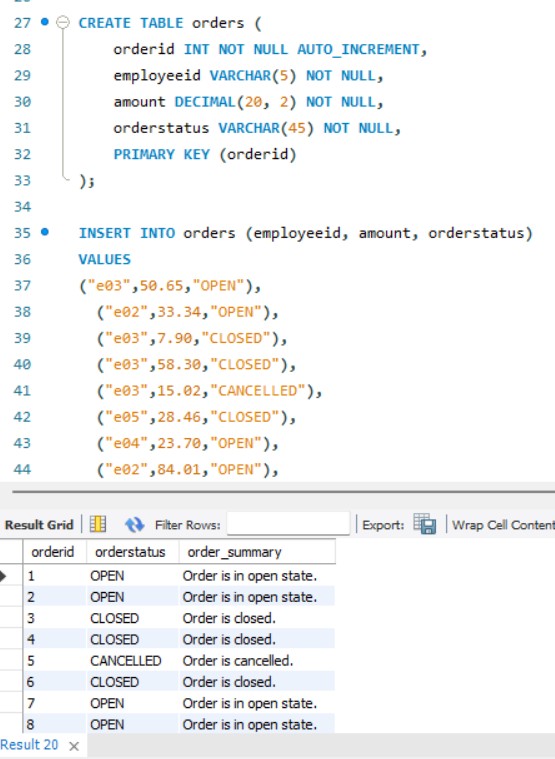 27 CREATE TABLE orders (
28 orderid INT NOT NULL AUTO_INCREMENT,
29 employeeid VARCHAR(5) NOT NULL,
30 amount DECIMAL(20, 2) NOT NULL,
31 orderstatus VARCHAR(45) NOT NULL,
32 PRIMARY KEY (orderid)
33 );
34
35 INSERT INTO orders (employeeid, amount, orderstatus)
36 VALUES
37 ("e03",50.65,"OPEN"),
38 ("e02",33.34,"OPEN"),
39 ("e03",7.90,"CLOSED"),
40 ("e03",58.30,"CLOSED"),
41 ("e03",15.02,"CANCELLED"),
42 ("e05",28.46,"CLOSED"),
43 ("e04",23.70,"OPEN"),
44 ("e02",84.01,"OPEN"),
Result Grid Filter Rows: Export: Wrap Cell Content
orderid orderstatus order_summary
1 OPEN Order is in open state.
2 OPEN Order is in open state.
3 CLOSED Order is closed.
4 CLOSED Order is closed.
5 CANCELLED Order is cancelled.
6 CLOSED Order is closed.
7 OPEN Order is in open state.
8 OPEN Order is in open state.
Result 20 ×